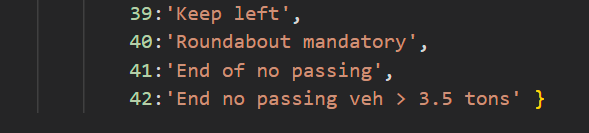 39:'Keep left',
40:'Roundabout mandatory',
41:'End of no passing',
42:'End no passing veh > 3.5 tons' }